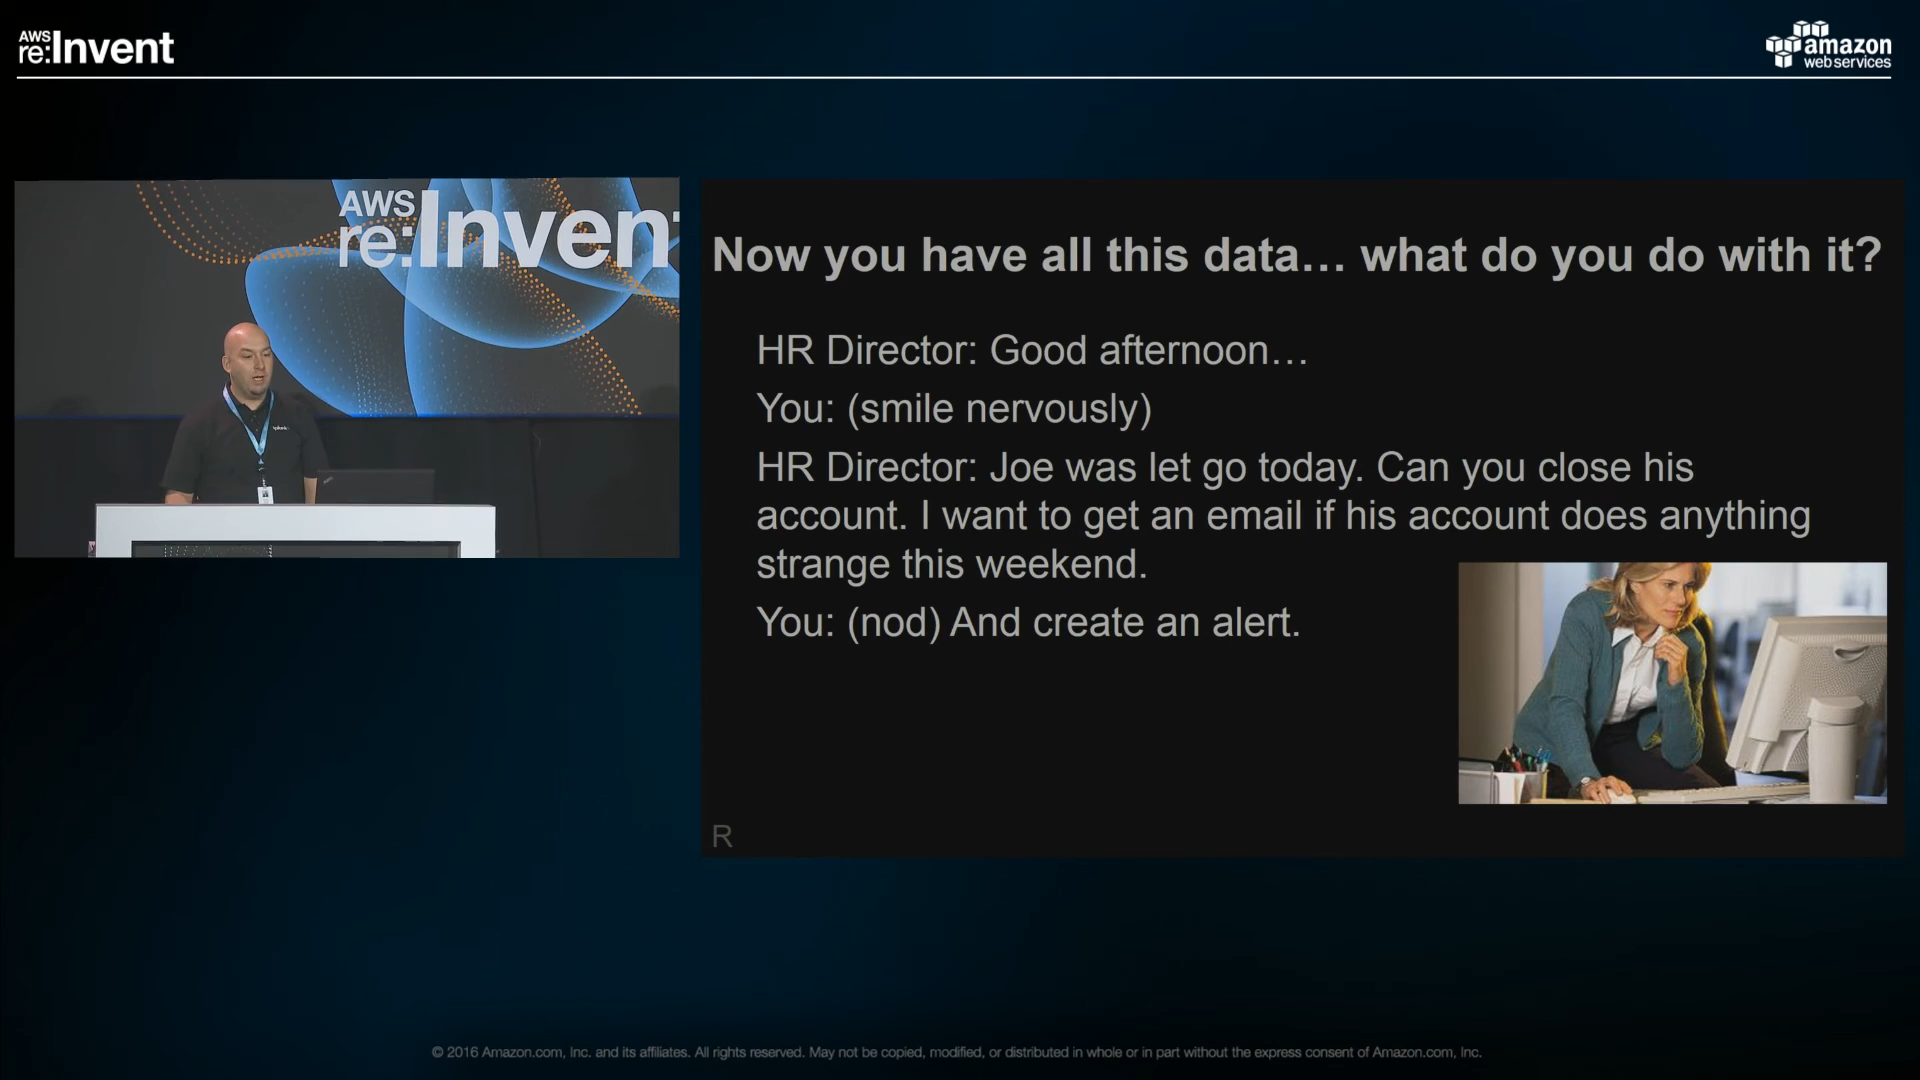 AWS
re:Invent
amazon
web services
AWS
re:Inven
Now you have all this data… what do you do with it?
HR Director: Good afternoon…
You: (smile nervously)
HR Director: Joe was let go today. Can you close his
account. I want to get an email if his account does anything
strange this weekend.
You: (nod) And create an alert.
R
© 2016 Amazon.com, Inc. and its affiliates. All rights reserved. May not be copied, modified, or distributed in whole or in part without the express consent of Amazon.com, Inc.